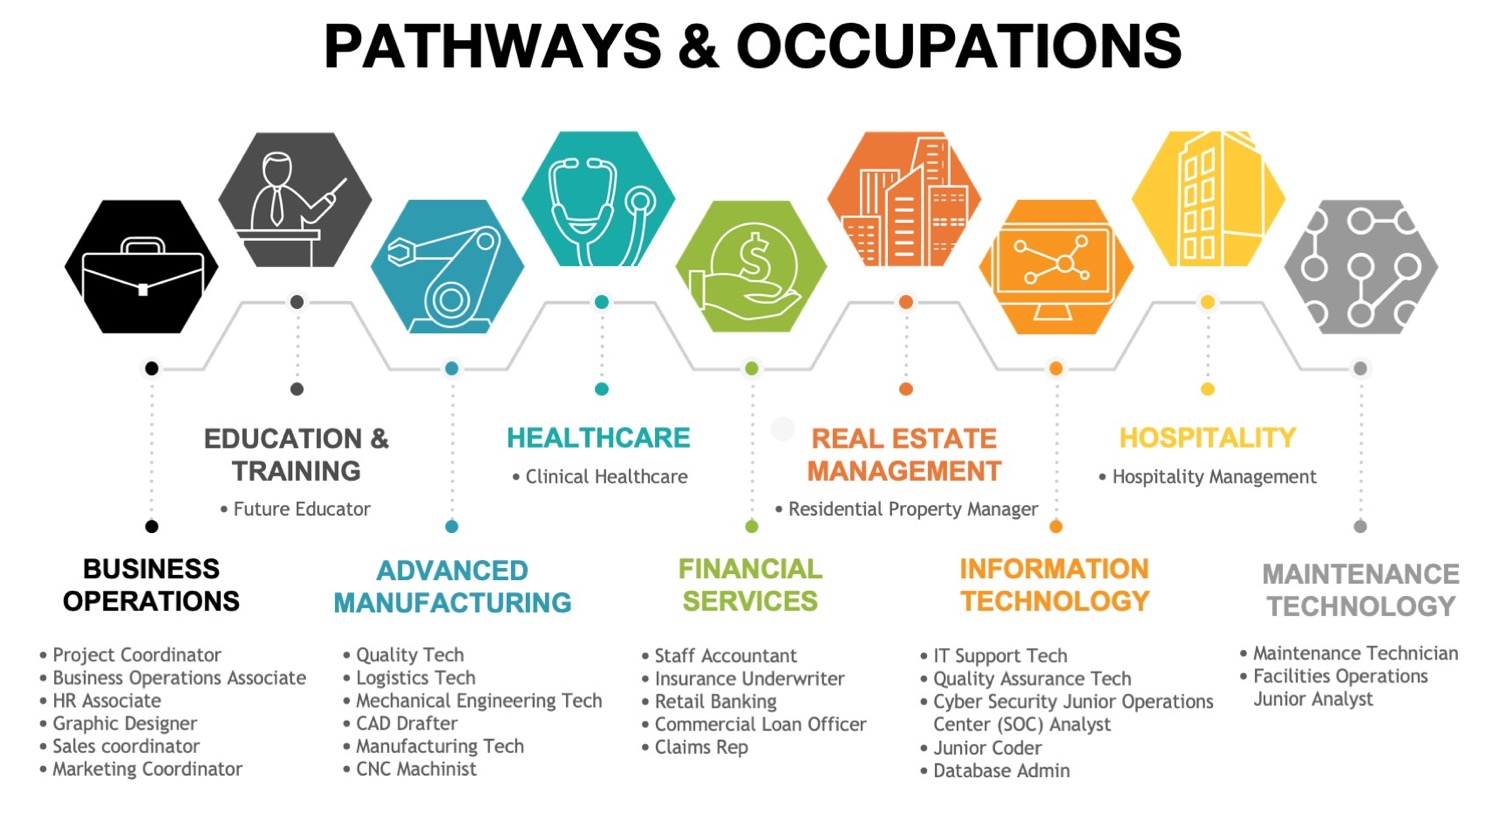 PATHWAYS & OCCUPATIONS
$
EDUCATION &
TRAINING
• Future Educator
HEALTHCARE
• Clinical Healthcare
REAL ESTATE
MANAGEMENT
• Residential Property Manager
HOSPITALITY
• Hospitality Management
BUSINESS
OPERATIONS
• Project Coordinator
• Business Operations Associate
• HR Associate
• Graphic Designer
• Sales coordinator
• Marketing Coordinator
ADVANCED
MANUFACTURING
• Quality Tech
• Logistics Tech
• Mechanical Engineering Tech
• CAD Drafter
• Manufacturing Tech
• CNC Machinist
FINANCIAL
SERVICES
• Staff Accountant
• Insurance Underwriter
• Retail Banking
• Commercial Loan Officer
• Claims Rep
INFORMATION
TECHNOLOGY
• IT Support Tech
• Quality Assurance Tech
• Cyber Security Junior Operations
Center (SOC) Analyst
• Junior Coder
• Database Admin
MAINTENANCE
TECHNOLOGY
• Maintenance Technician
• Facilities Operations
Junior Analyst